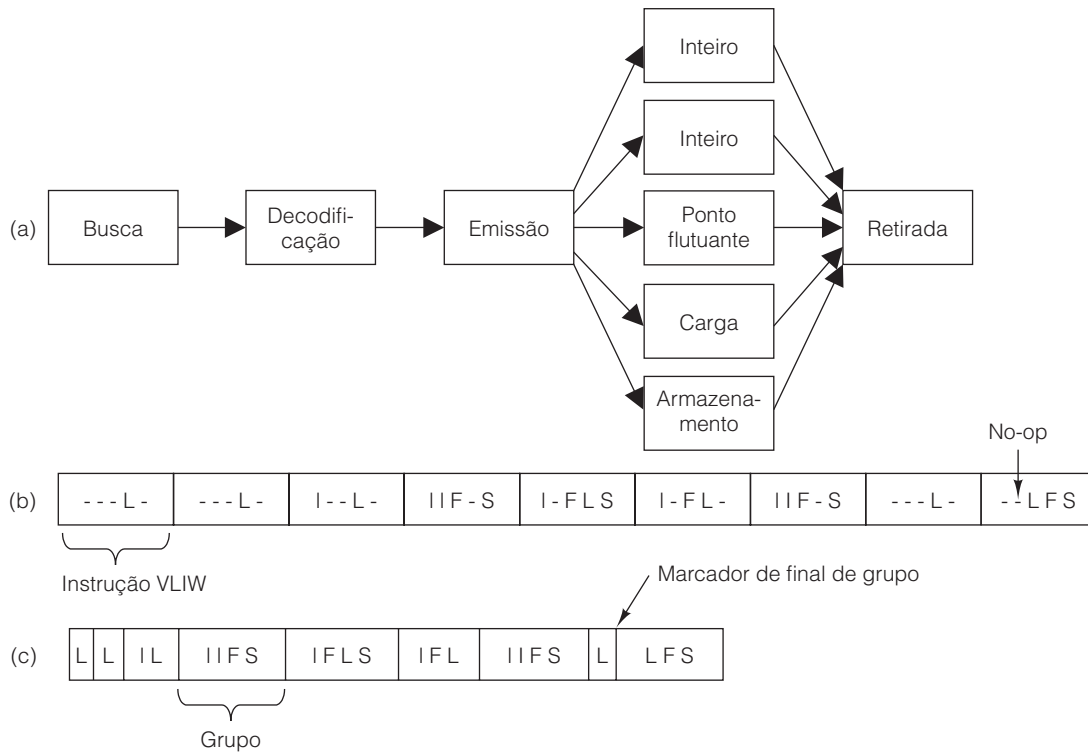 Inteiro
Inteiro
(a)
Busca
Decodifi-
cação
Emissão
Ponto
flutuante
Retirada
Carga
Armazena-
mento
No-op
(b)
- - - L -
- - - L -
I - - L -
I I F - S
I - F L S
I - F L -
I I F - S
- - - L -
- - L F S
Instrução VLIW
Marcador de final de grupo
(c)
L
L
I L
I I F S
I F L S
I F L
I I F S
L
L F S
Grupo